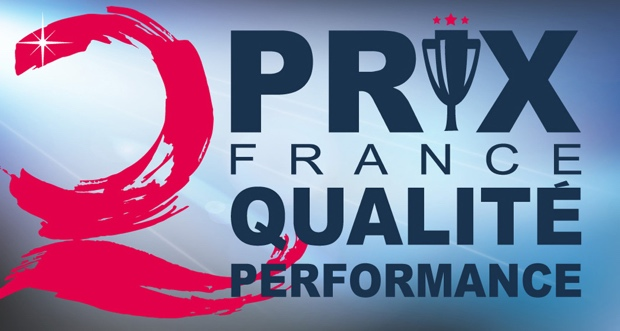 PRIX
FRANCE
QUALITÉ
PERFORMANCE